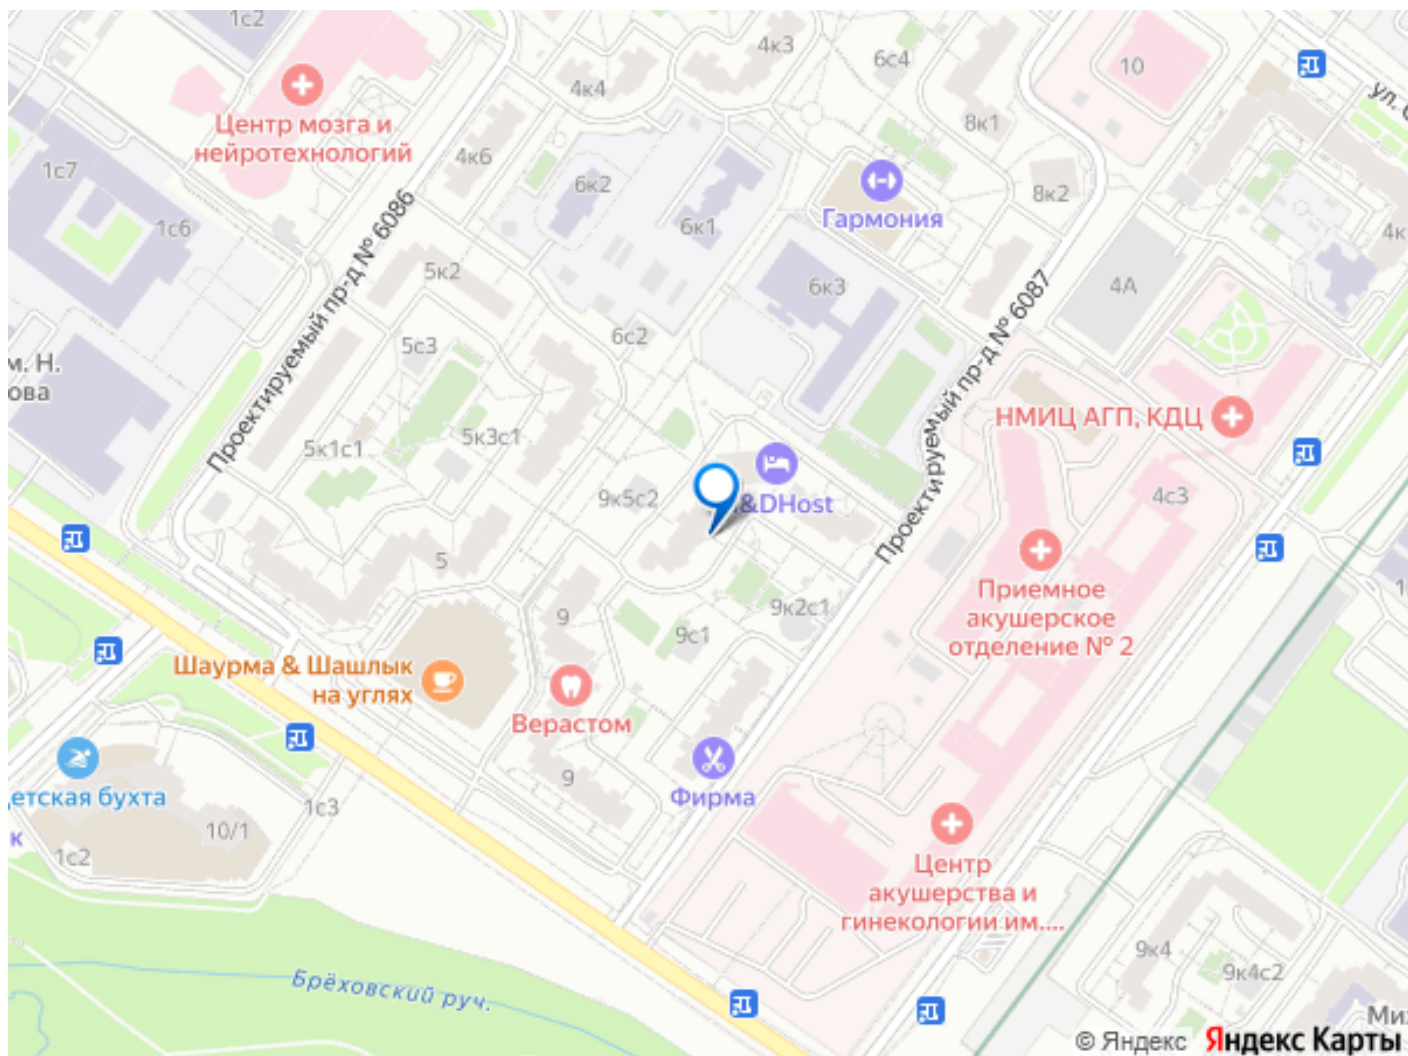 1с2
4к3
6с4
10
ул. С
4к4
Центр мозга и
нейротехнологий
8к1
4к6
1с7
6к2
8к2
Гармония
1с6
6к1
4к
5к2
Проектируемый пр-д № 6086
6к3
4А
6с2
5с3
м. Н.
ова
Проектируемый пр-д № 6087
НМИЦ АГП, КДЦ
5к3с1
5к1с1
9к5с2
&DHost
4с3
5
Приемное
акушерское
отделение № 2
1
9к2с1
9
9с1
Шаурма & Шашлык
на углях
Верастом
9
Фирма
етская бухта
1с3
10/1
к
1с2
Центр
акушерства и
гинекологии им....
9к4
9к4с2
Брёховский руч.
Мих
© Яндекс Яндекс Карты